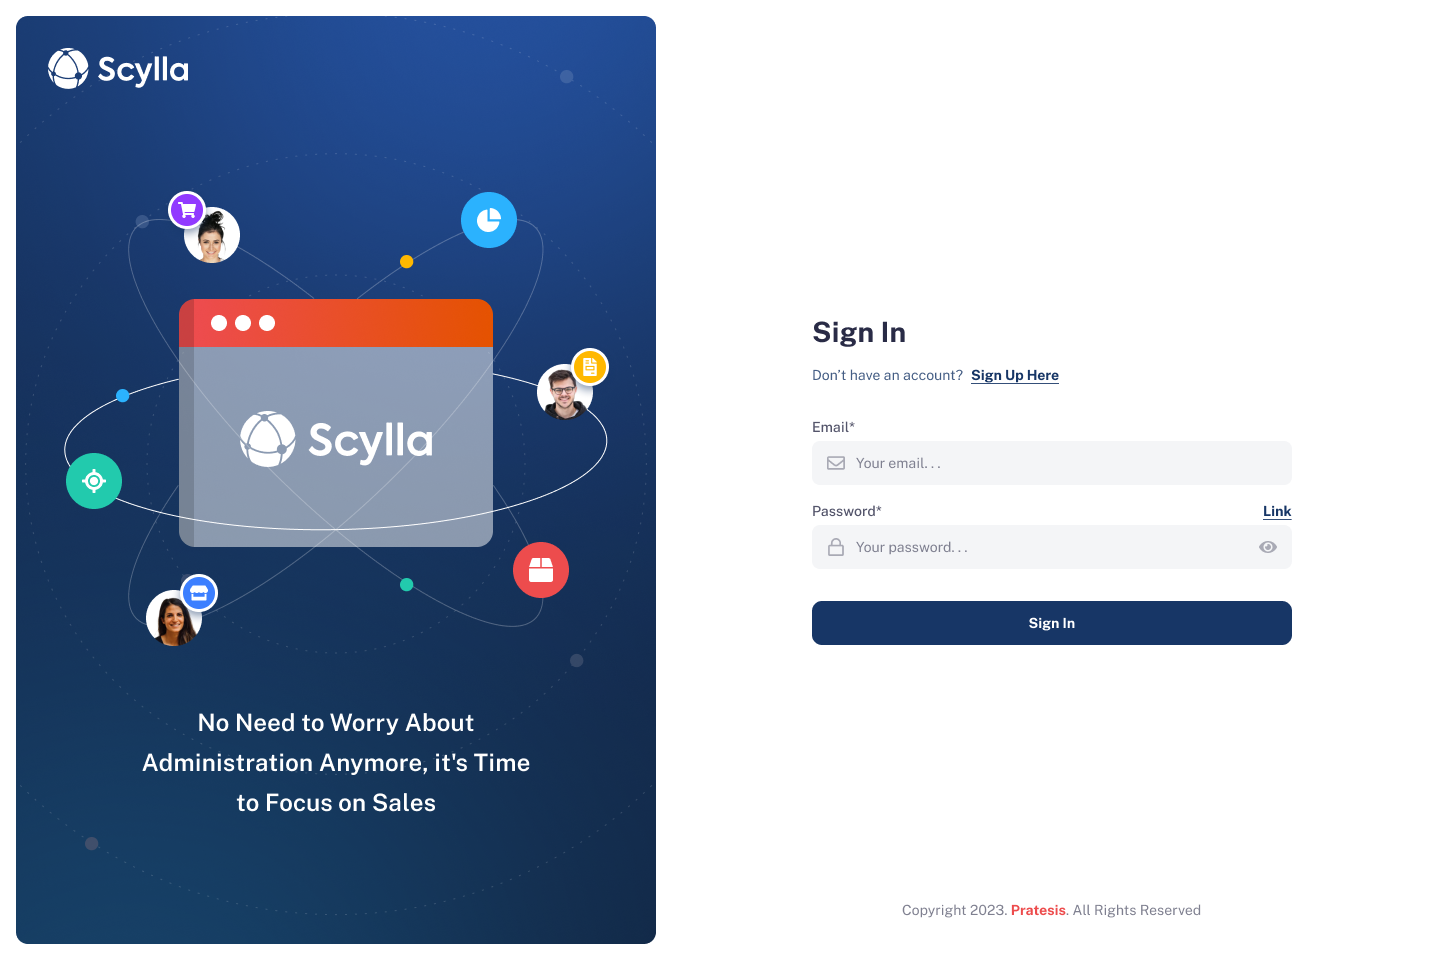 Scylla
Scylla
No Need to Worry About
Administration Anymore, it's Time
to Focus on Sales
Sign In
Don’t have an account? Sign Up Here
Email*
Your email. . .
Password* Link
Your password. . .
Sign In
Copyright 2023. Pratesis. All Rights Reserved